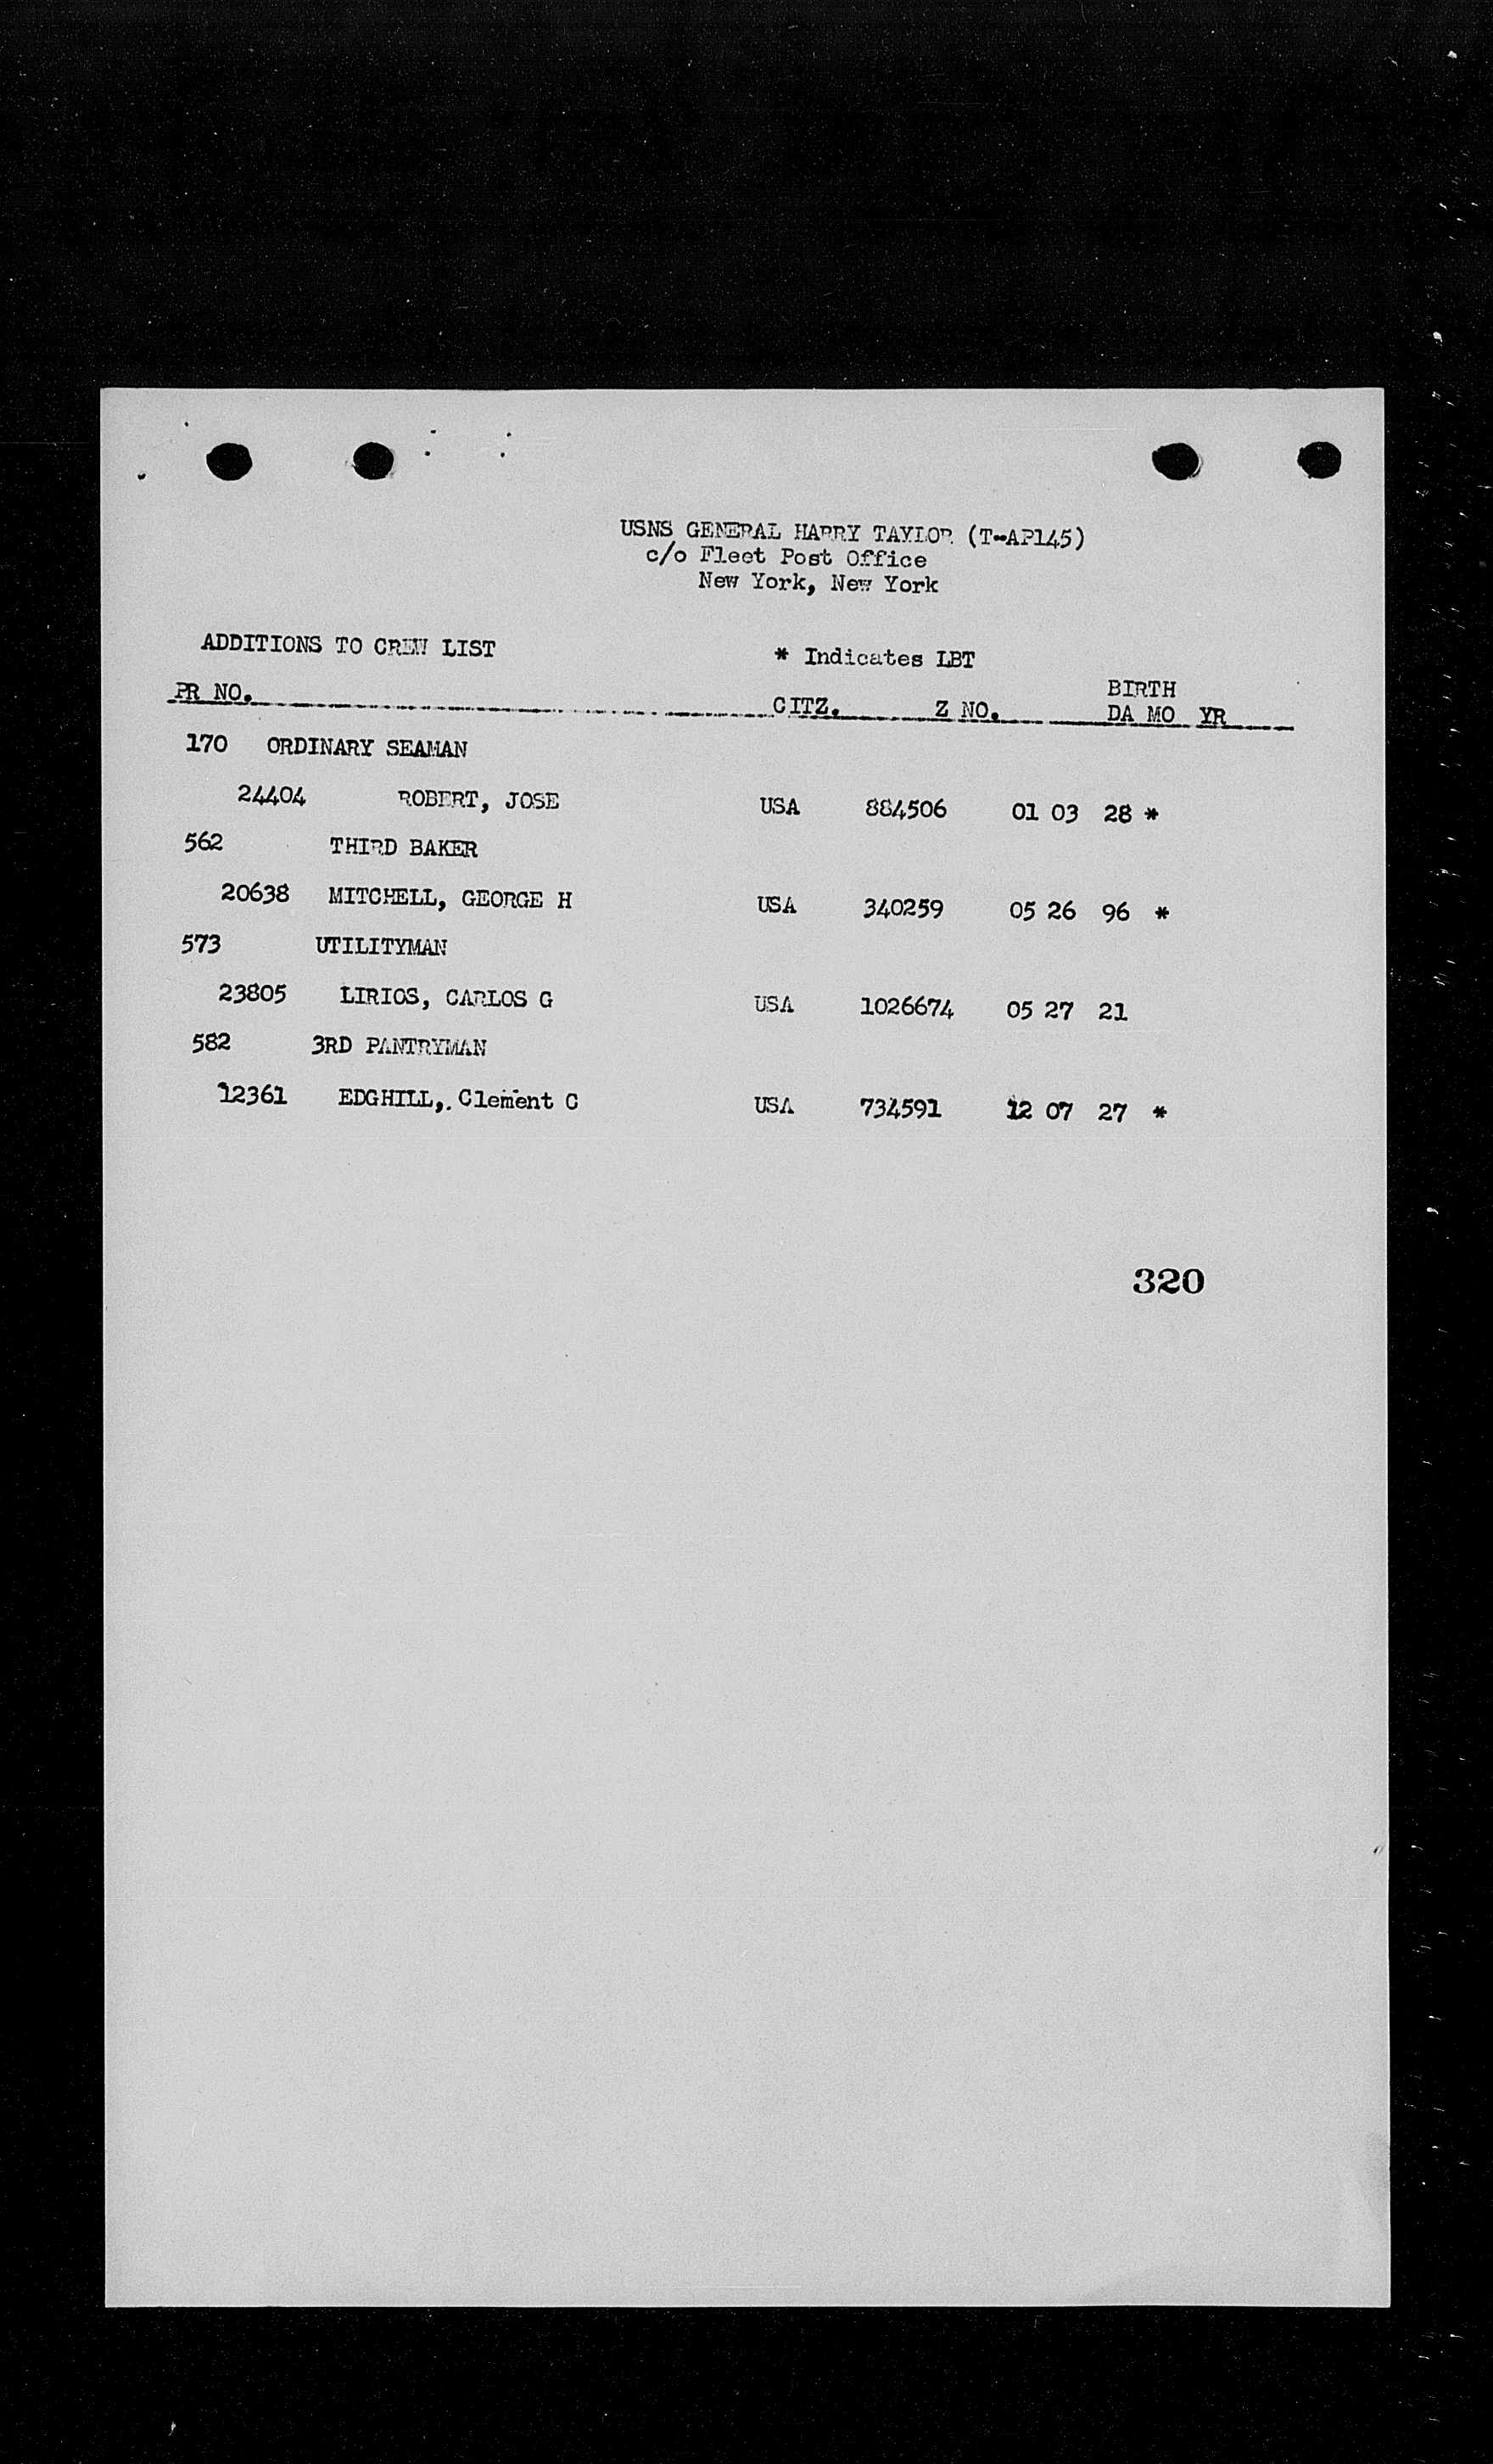 USNS GENERAL HARRY TAYLOR (T-AP145)
c/o Fleet Post Office
New York, New York
ADDITIONS TO CREW LIST
* Indicates LBT
PR NO. CITZ. Z NO. BIRTH
DA MO YR
170 ORDINARY SEAMAN
24404 ROBERT, JOSE USA 884506 01 03 28 *
562 THIRD BAKER
20638 MITCHELL, GEORGE H USA 340259 05 26 96 *
573 UTILITYMAN
23805 LIRIOS, CARLOS G USA 1026674 05 27 21
582 3RD PANTRYMAN
12361 EDGHILL, Clement C USA 734591 12 07 27 *
320